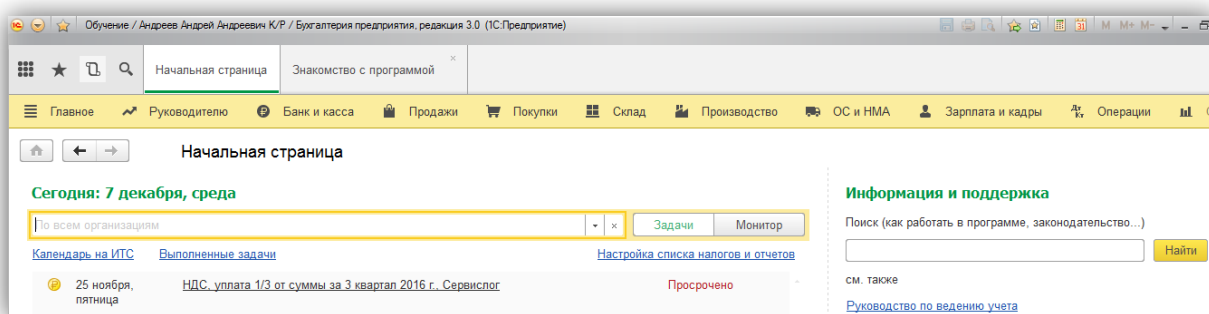 Обучение / Андреев Андрей Андреевич К/Р / Бухгалтерия предприятия, редакция 3.0 (1С:Предприятие) M M+ M-
Начальная страница Знакомство с программой
Главное Руководителю Банк и касса Продажи Покупки Склад Производство ОС и НМА Зарплата и кадры Операции
Начальная страница
Сегодня: 7 декабря, среда
Информация и поддержка
По всем организациям Задачи Монитор
Поиск (как работать в программе, законодательство...)
Календарь на ИТС Выполненные задачи Настройка списка налогов и отчетов
Найти
25 ноября, пятница
НДС, уплата 1/3 от суммы за 3 квартал 2016 г., Сервислог Просрочено
см. также
Руководство по ведению учета